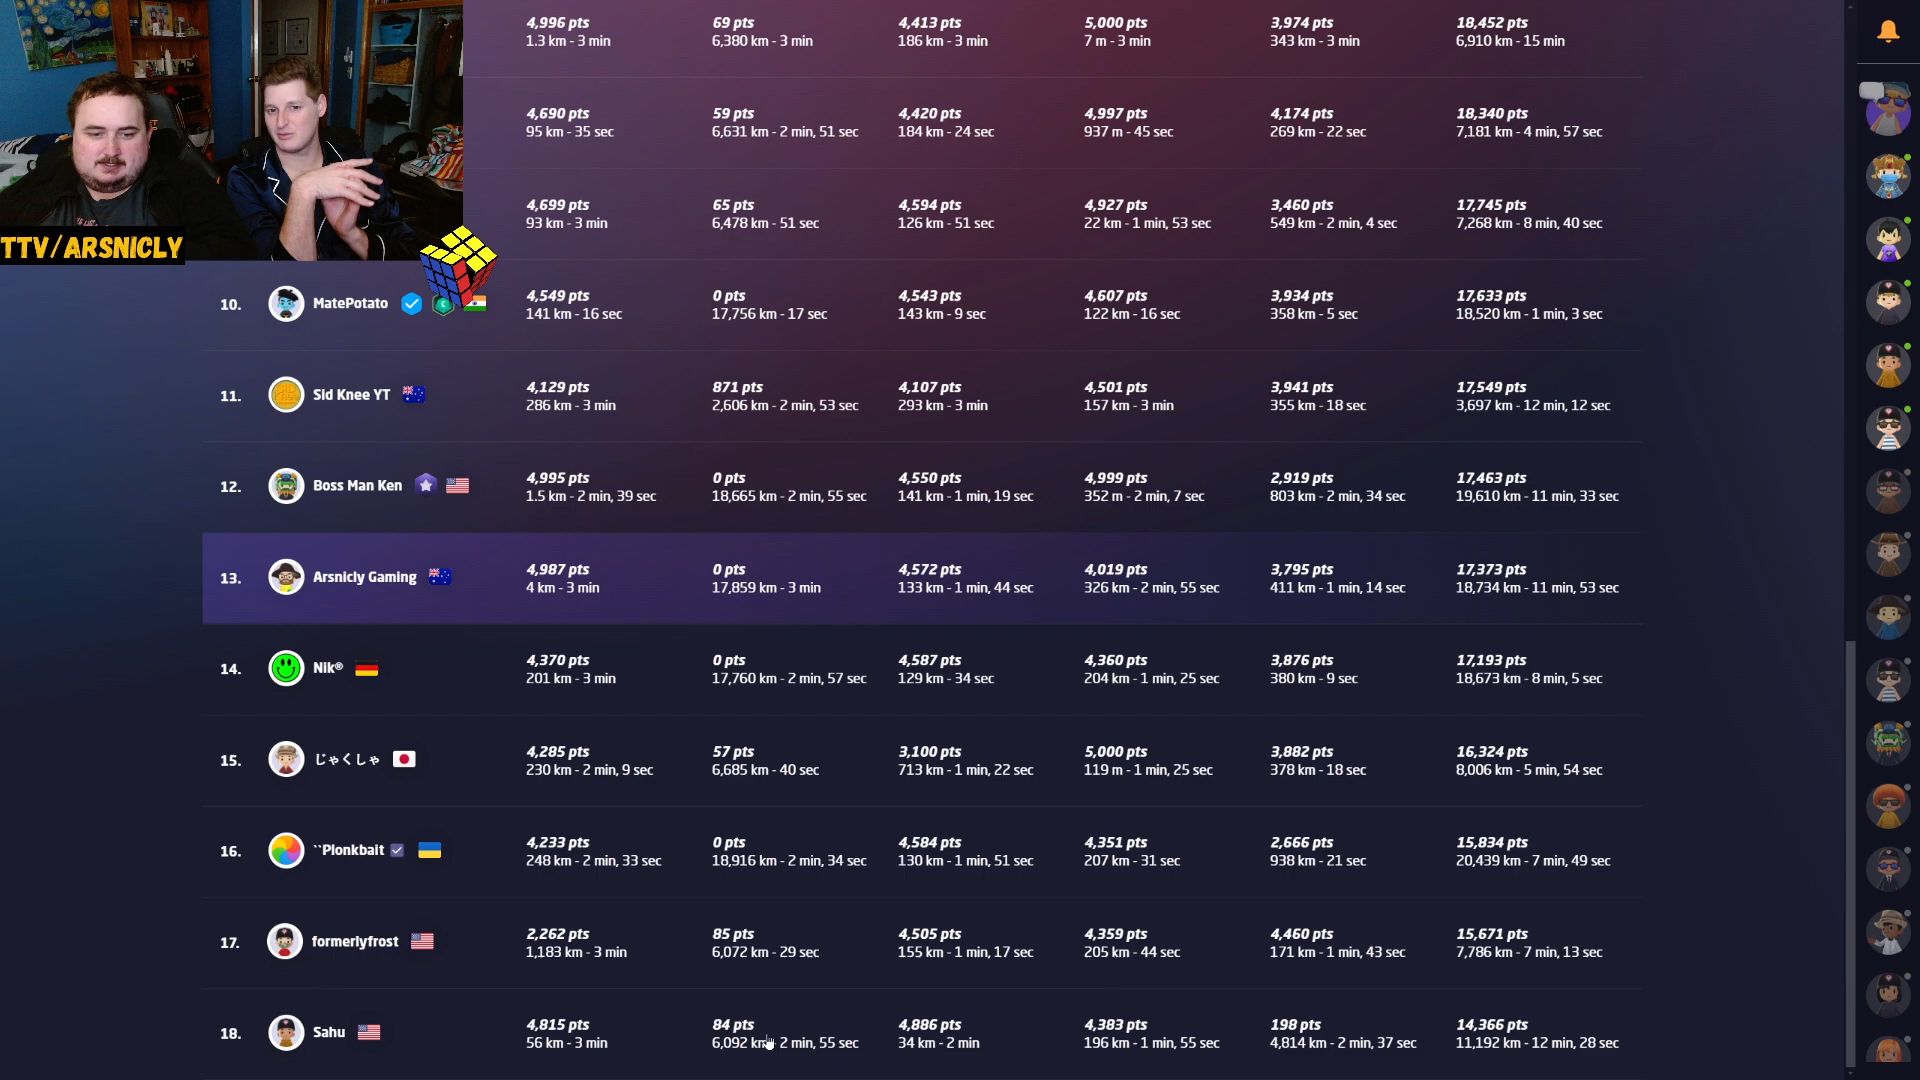 4,996 pts 69 pts 4,413 pts 5,000 pts 3,974 pts 18,452 pts
1.3 km - 3 min 6,380 km - 3 min 186 km - 3 min 7 m - 3 min 343 km - 3 min 6,910 km - 15 min
4,690 pts 59 pts 4,420 pts 4,997 pts 4,174 pts 18,340 pts
95 km - 35 sec 6,631 km - 2 min, 51 sec 184 km - 24 sec 937 m - 45 sec 269 km - 22 sec 7,181 km - 4 min, 57 sec
4,699 pts 65 pts 4,594 pts 4,927 pts 3,460 pts 17,745 pts
93 km - 3 min 6,478 km - 51 sec 126 km - 51 sec 22 km - 1 min, 53 sec 549 km - 2 min, 4 sec 7,268 km - 8 min, 40 sec
TTV/ARSNICLY
10. MatePotato 4,549 pts 0 pts 4,543 pts 4,607 pts 3,934 pts 17,633 pts
141 km - 16 sec 17,756 km - 17 sec 143 km - 9 sec 122 km - 16 sec 358 km - 5 sec 18,520 km - 1 min, 3 sec
11. Sid Knee YT 4,129 pts 871 pts 4,107 pts 4,501 pts 3,941 pts 17,549 pts
286 km - 3 min 2,606 km - 2 min, 53 sec 293 km - 3 min 157 km - 3 min 355 km - 18 sec 3,697 km - 12 min, 12 sec
12. Boss Man Ken 4,995 pts 0 pts 4,550 pts 4,999 pts 2,919 pts 17,463 pts
1.5 km - 2 min, 39 sec 18,665 km - 2 min, 55 sec 141 km - 1 min, 19 sec 352 m - 2 min, 7 sec 803 km - 2 min, 34 sec 19,610 km - 11 min, 33 sec
13. Arsnicly Gaming 4,987 pts 0 pts 4,572 pts 4,019 pts 3,795 pts 17,373 pts
4 km - 3 min 17,859 km - 3 min 133 km - 1 min, 44 sec 326 km - 2 min, 55 sec 411 km - 1 min, 14 sec 18,734 km - 11 min, 53 sec
14. Nik® 4,370 pts 0 pts 4,587 pts 4,360 pts 3,876 pts 17,193 pts
201 km - 3 min 17,760 km - 2 min, 57 sec 129 km - 34 sec 204 km - 1 min, 25 sec 380 km - 9 sec 18,673 km - 8 min, 5 sec
15. じゃくしゃ 4,285 pts 57 pts 3,100 pts 5,000 pts 3,882 pts 16,324 pts
230 km - 2 min, 9 sec 6,685 km - 40 sec 713 km - 1 min, 22 sec 119 m - 1 min, 25 sec 378 km - 18 sec 8,006 km - 5 min, 54 sec
16. ``Plonkbait 4,233 pts 0 pts 4,584 pts 4,351 pts 2,666 pts 15,834 pts
248 km - 2 min, 33 sec 18,916 km - 2 min, 34 sec 130 km - 1 min, 51 sec 207 km - 31 sec 938 km - 21 sec 20,439 km - 7 min, 49 sec
17. formerlyfrost 2,262 pts 85 pts 4,505 pts 4,359 pts 4,460 pts 15,671 pts
1,183 km - 3 min 6,072 km - 29 sec 155 km - 1 min, 17 sec 205 km - 44 sec 171 km - 1 min, 43 sec 7,786 km - 7 min, 13 sec
18. Sahu 4,815 pts 84 pts 4,886 pts 4,383 pts 198 pts 14,366 pts
56 km - 3 min 6,092 km 2 min, 55 sec 34 km - 2 min 196 km - 1 min, 55 sec 4,814 km - 2 min, 37 sec 11,192 km - 12 min, 28 sec